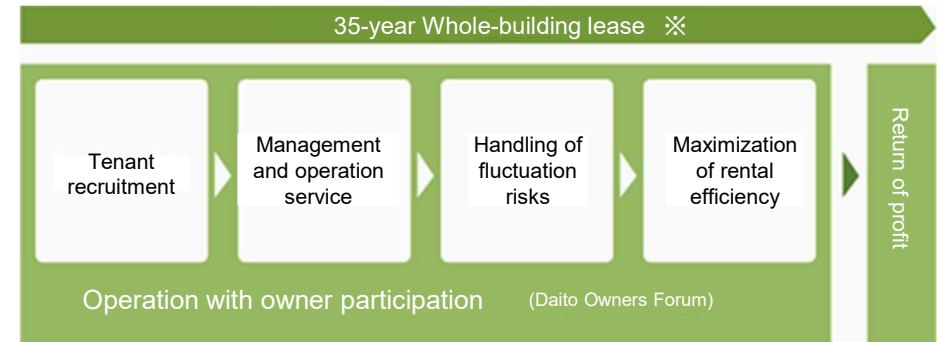 35-year Whole-building lease ※
Tenant
recruitment
Management
and operation
service
Handling of
fluctuation
risks
Maximization
of rental
efficiency
Return of profit
Operation with owner participation (Daito Owners Forum)